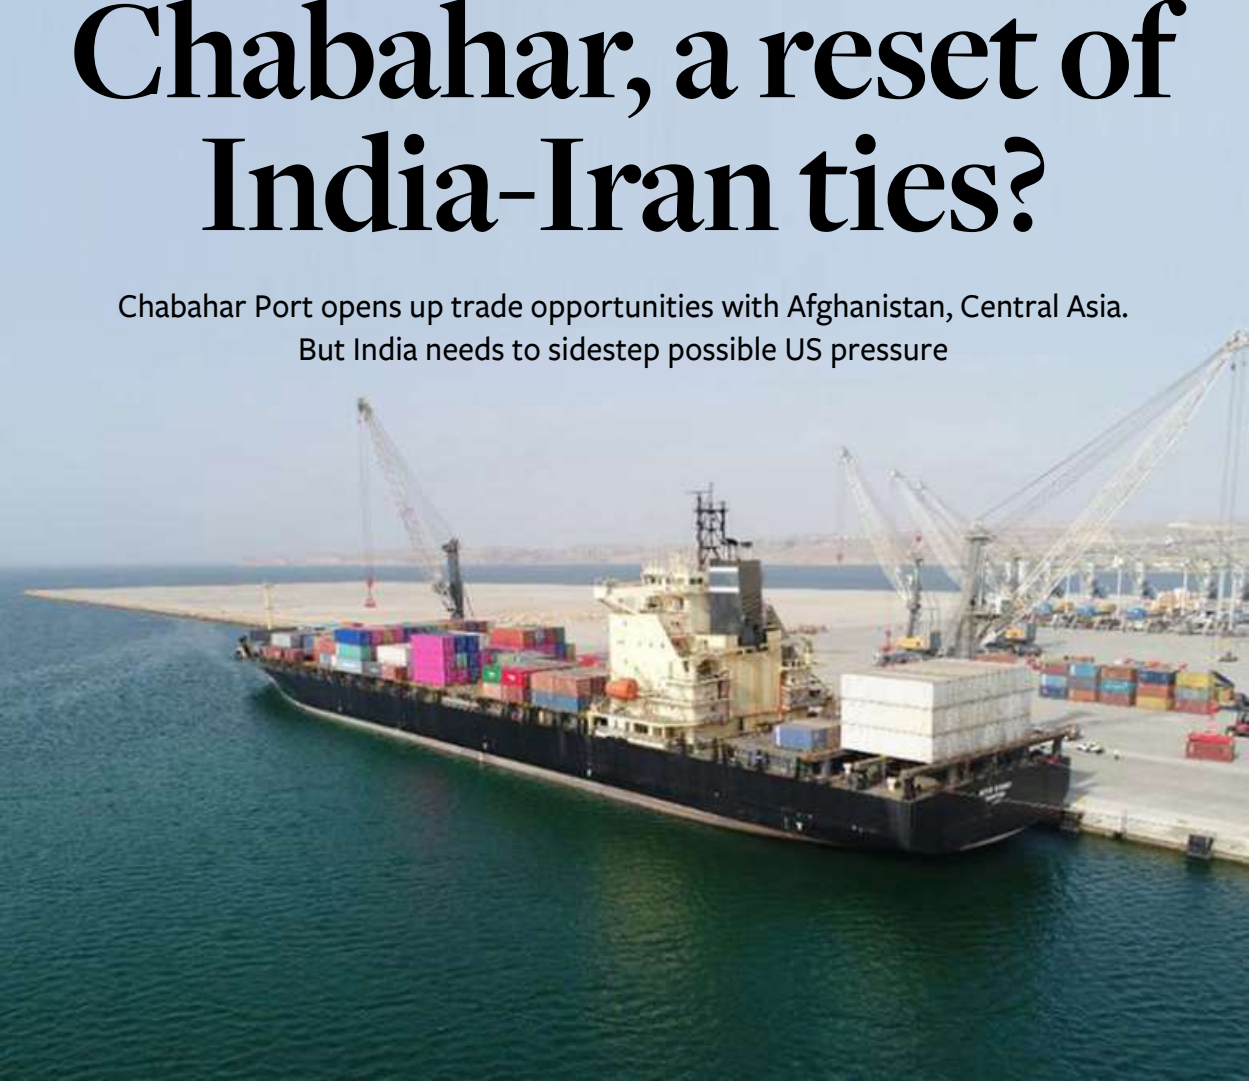 Chabahar, a reset of
India-Iran ties?
Chabahar Port opens up trade opportunities with Afghanistan, Central Asia.
But India needs to sidestep possible US pressure